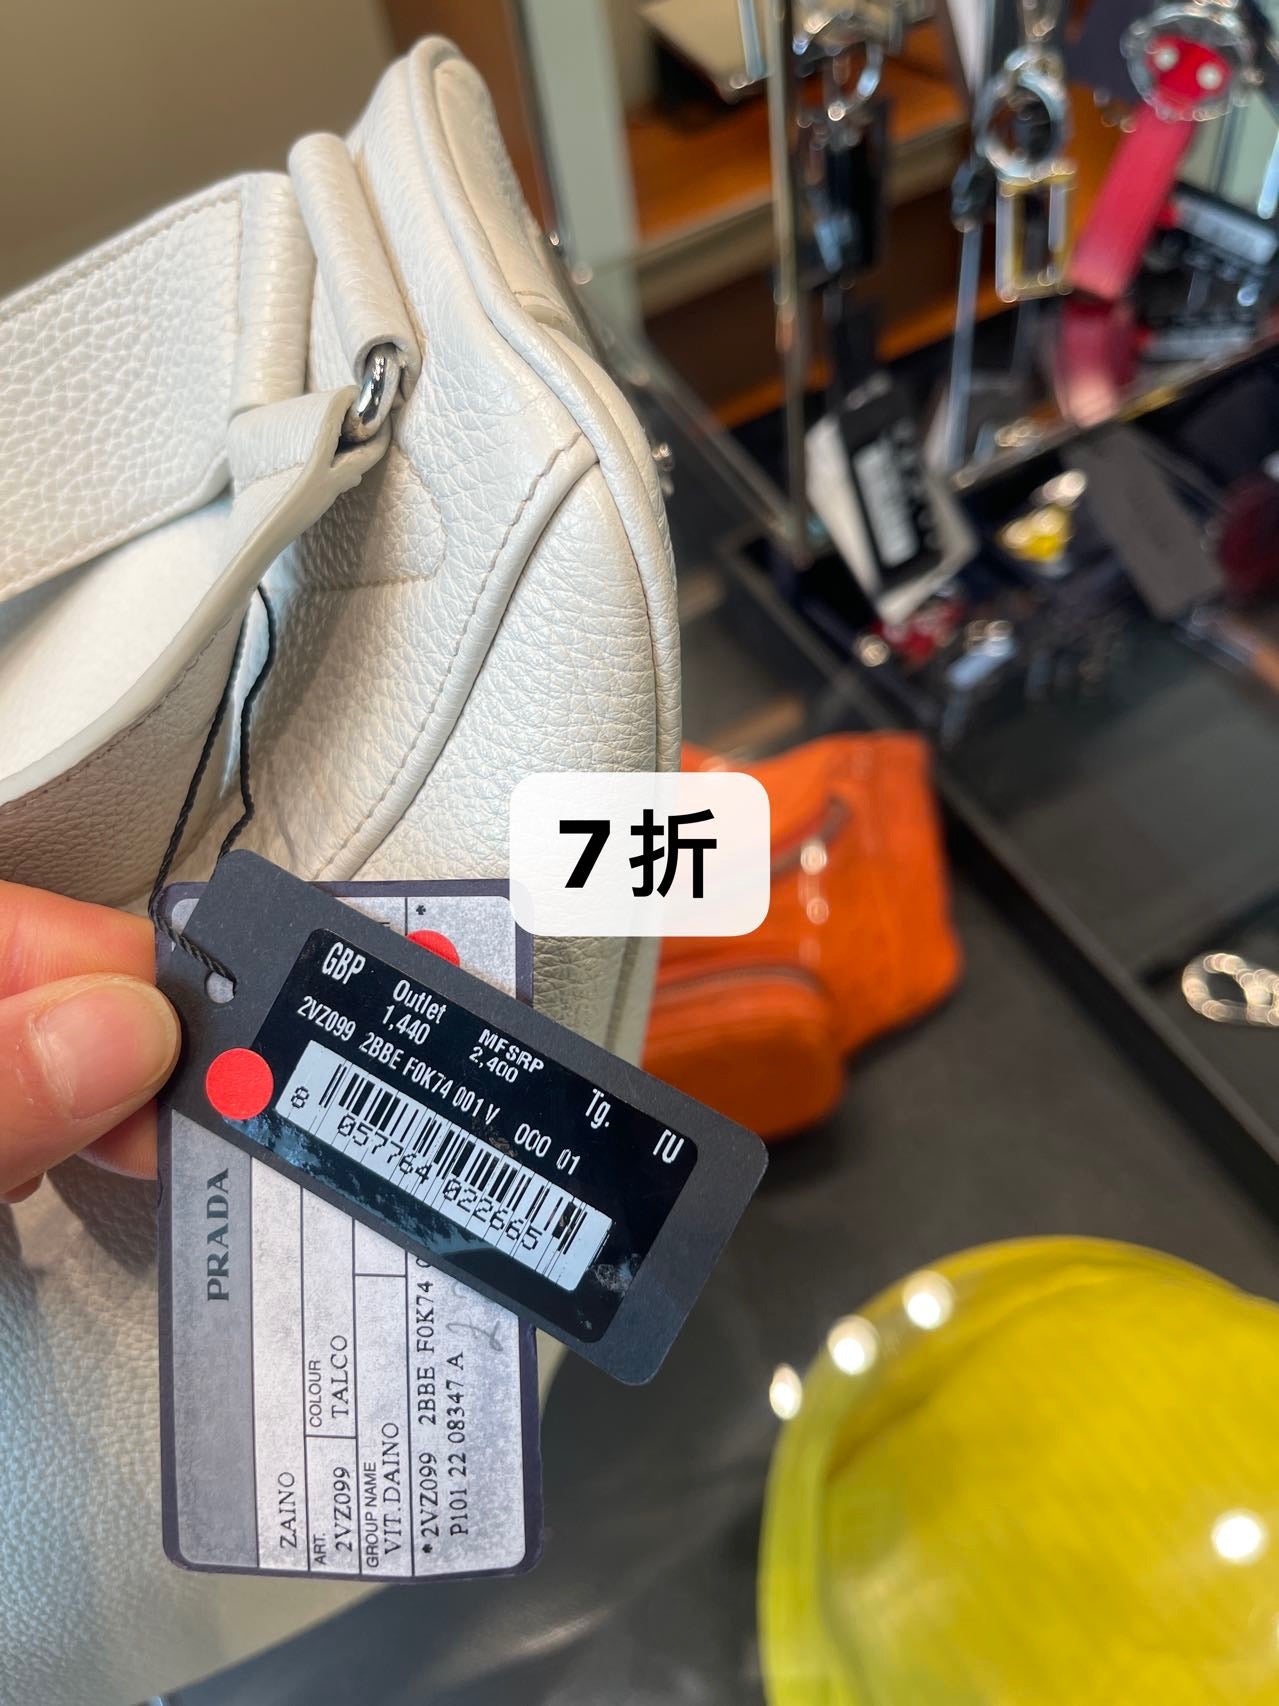 7折
GBP
Outlet
1,440
MFSRP
2,400
Tg.
IU
2VZ099 2BBE F0K74 001 V 000 01
8 057764 022665
PRADA
ZAINO
ART.
2VZ099
COLOUR
TALCO
GROUP NAME
VIT.DAINO
*2VZ099 2BBE F0K74
P101 22 08347 A